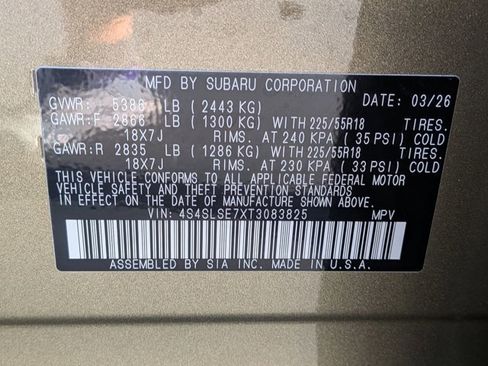 MFD BY SUBARU CORPORATION
GVWR: 5386 LB (2443 KG) DATE: 03/26
GAWR:F 2866 LB (1300 KG) WITH 225/55R18 TIRES.
18X7J RIMS. AT 240 KPA (35 PSI) COLD
GAWR:R 2835 LB (1286 KG) WITH 225/55R18 TIRES.
18X7J RIMS. AT 230 KPA (33 PSI) COLD
THIS VEHICLE CONFORMS TO ALL APPLICABLE FEDERAL MOTOR
VEHICLE SAFETY AND THEFT PREVENTION STANDARDS
IN EFFECT ON THE DATE OF MANUFACTURE SHOWN ABOVE.
VIN: 4S4SLSE7XT3083825 MPV
ASSEMBLED BY SIA INC. MADE IN U.S.A.